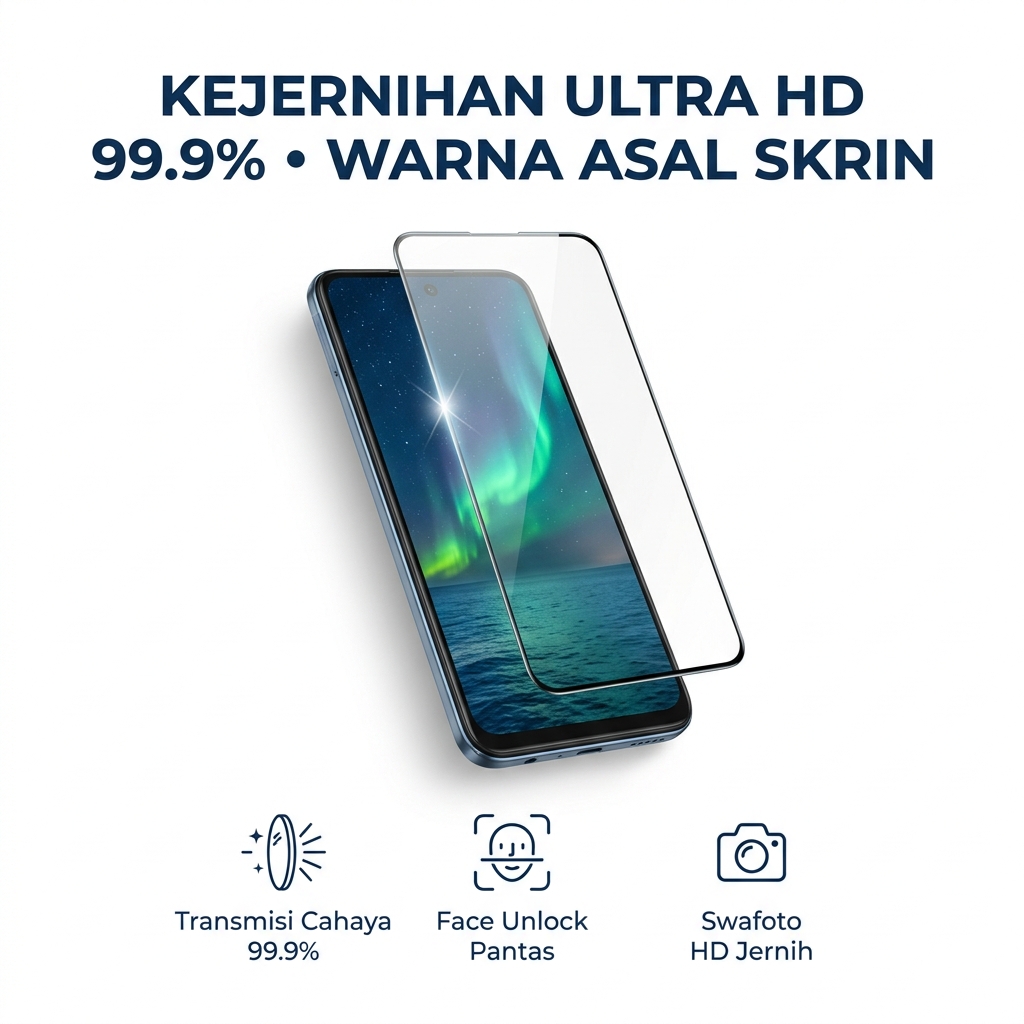 KEJERNIHAN ULTRA HD
99.9% • WARNA ASAL SKRIN
Transmisi Cahaya
99.9%
Face Unlock
Pantas
Swafoto
HD Jernih